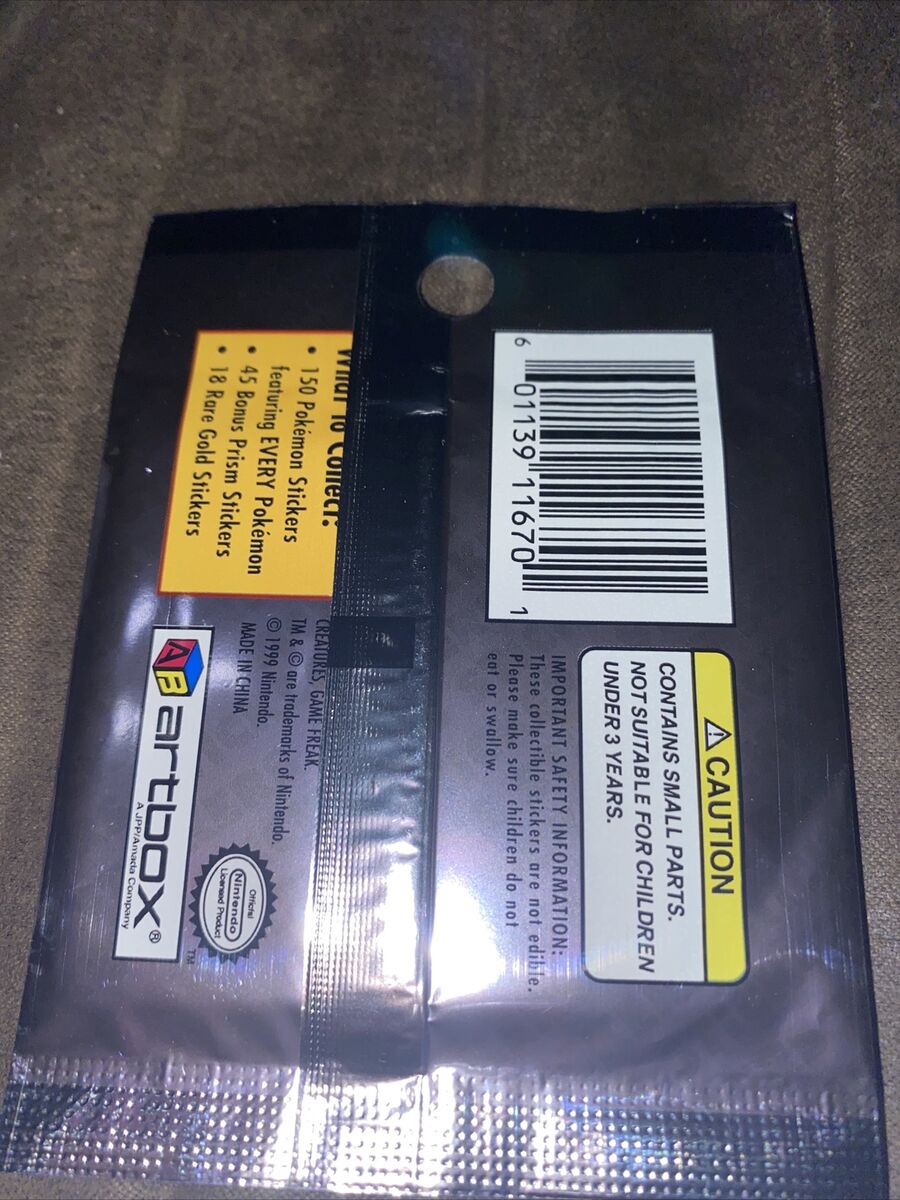 6 01139 11670 1
⚠ CAUTION
CONTAINS SMALL PARTS.
NOT SUITABLE FOR CHILDREN
UNDER 3 YEARS.
IMPORTANT SAFETY INFORMATION:
These collectible stickers are not edible.
Please make sure children do not
eat or swallow.
What To Collect:
• 150 Pokémon Stickers
featuring EVERY Pokémon
• 45 Bonus Prism Stickers
• 18 Rare Gold Stickers
CREATURES, GAME FREAK.
TM & © are trademarks of Nintendo.
© 1999 Nintendo.
MADE IN CHINA
AB artbox®
A JPP/Amada Company
Official
Nintendo
Licensed Product
TM